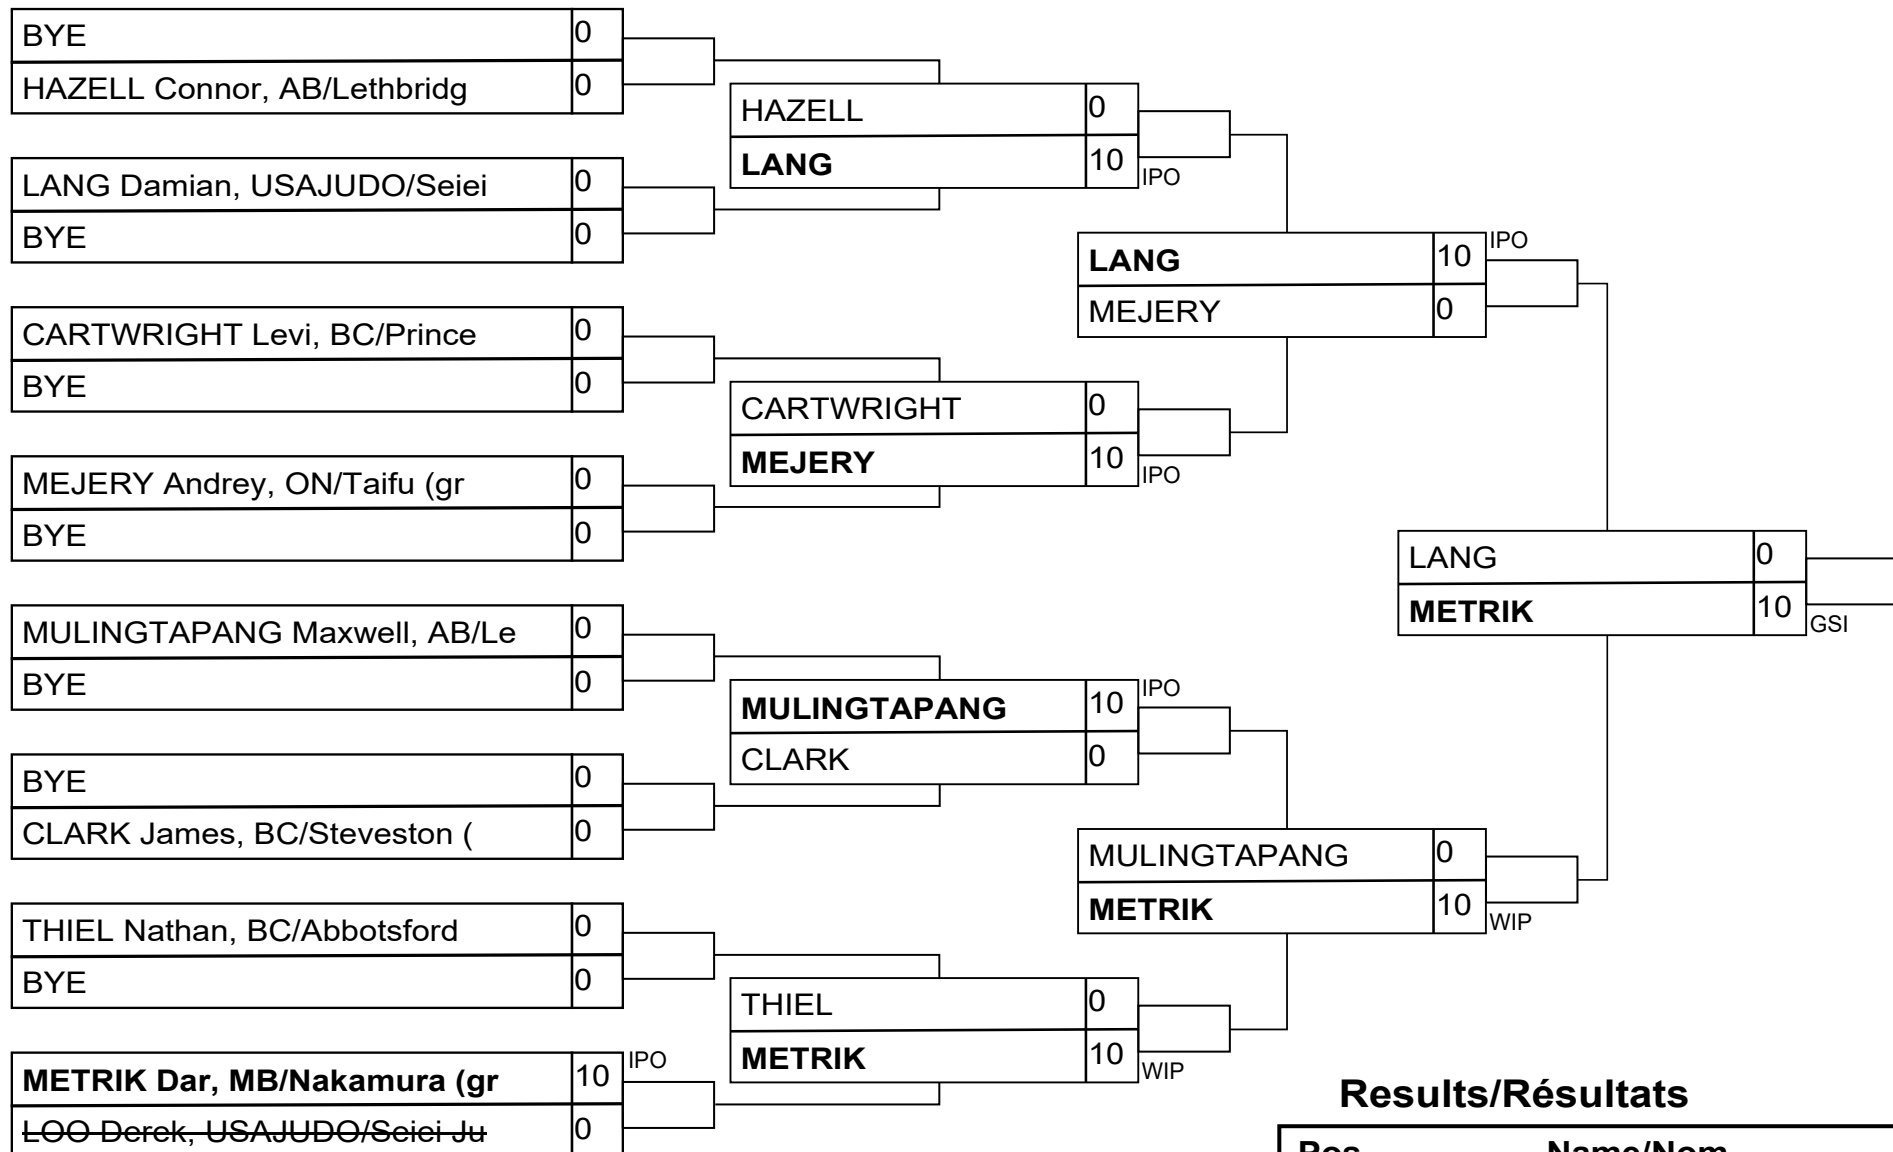 BYE 0
HAZELL Connor, AB/Lethbridg 0
LANG Damian, USAJUDO/Seiei 0
BYE 0
CARTWRIGHT Levi, BC/Prince 0
BYE 0
MEJERY Andrey, ON/Taifu (gr 0
BYE 0
MULINGTAPANG Maxwell, AB/Le 0
BYE 0
BYE 0
CLARK James, BC/Steveston ( 0
THIEL Nathan, BC/Abbotsford 0
BYE 0
METRIK Dar, MB/Nakamura (gr 10 IPO
LOO Derek, USAJUDO/Seiei Ju 0
HAZELL 0
LANG 10 IPO
CARTWRIGHT 0
MEJERY 10 IPO
MULINGTAPANG 10 IPO
CLARK 0
THIEL 0
METRIK 10 WIP
LANG 10 IPO
MEJERY 0
MULINGTAPANG 0
METRIK 10 WIP
LANG 0
METRIK 10 GSI
Results/Résultats
Pos Name/Nom